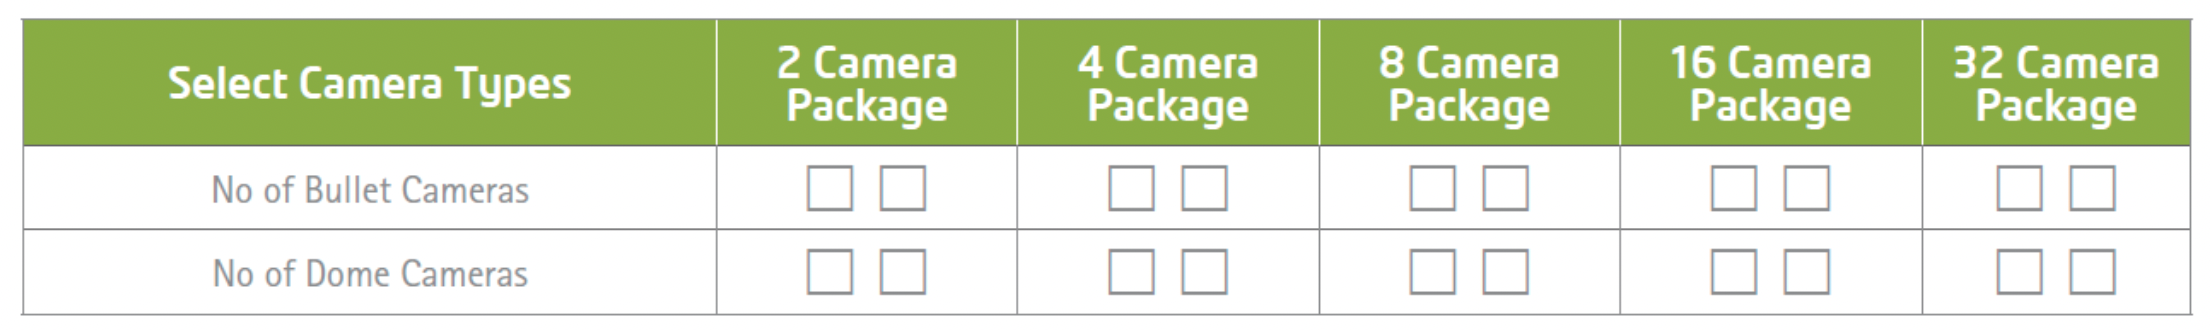 Select Camera Types
2 Camera
Package
4 Camera
Package
8 Camera
Package
16 Camera
Package
32 Camera
Package
No of Bullet Cameras
No of Dome Cameras